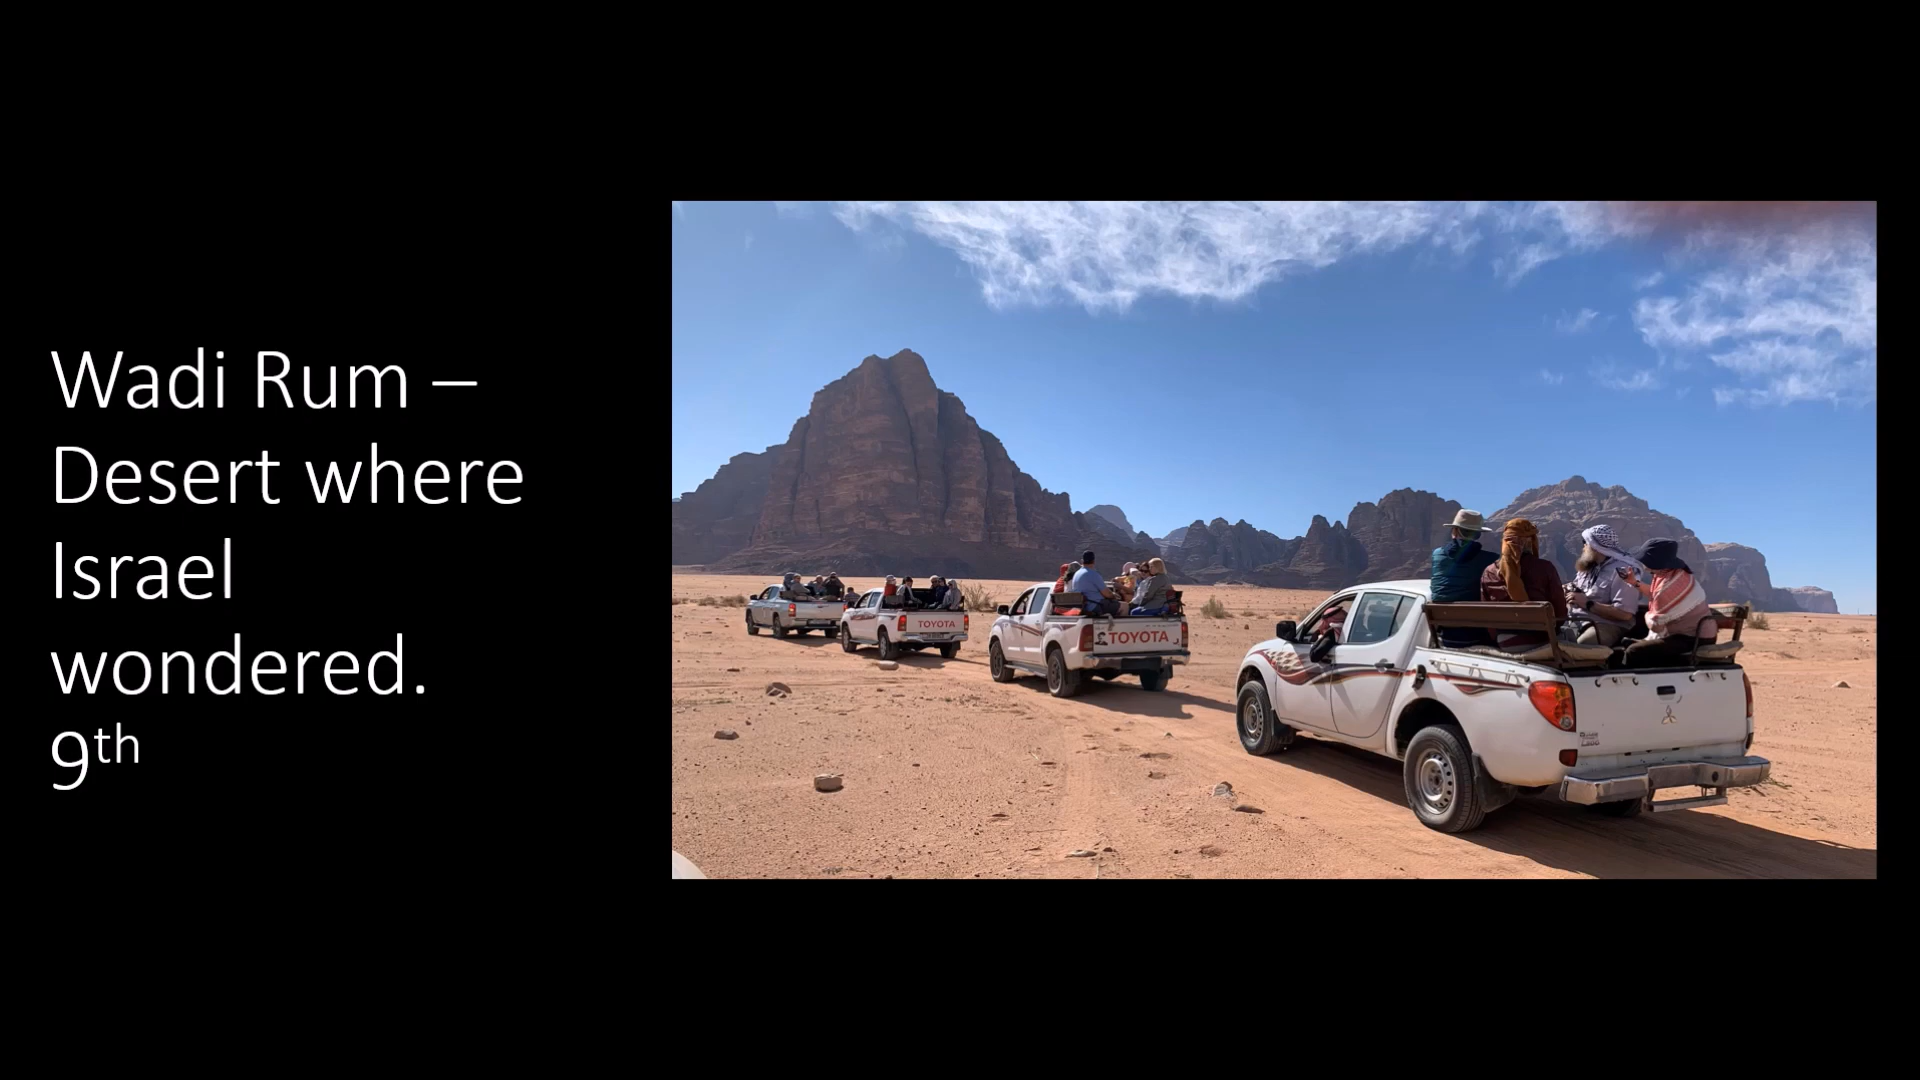 Wadi Rum –
Desert where
Israel
wondered.
9th
TOYOTA
TOYOTA